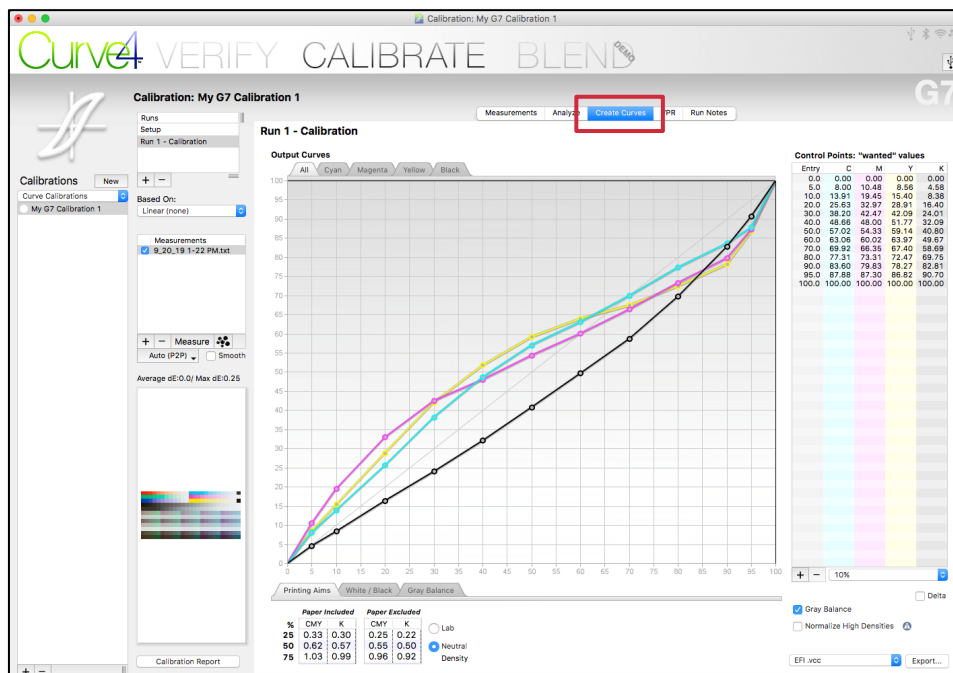 Calibration: My G7 Calibration 1
Curve4 VERIFY CALIBRATE BLEND DEMO
G7
Calibration: My G7 Calibration 1
Measurements Analyze Create Curves PR Run Notes
Runs
Setup
Run 1 - Calibration
Run 1 - Calibration
Calibrations New
Curve Calibrations
My G7 Calibration 1
+ −
Based On:
Linear (none)
Measurements
9_20_19 1-22 PM.txt
+ − Measure
Auto (P2P) Smooth
Average dE:0.0/ Max dE:0.25
Calibration Report
+ −
Output Curves
All Cyan Magenta Yellow Black
100
95
90
85
80
75
70
65
60
55
50
45
40
35
30
25
20
15
10
5
0
0 5 10 15 20 25 30 35 40 45 50 55 60 65 70 75 80 85 90 95 100
Printing Aims White / Black Gray Balance
Paper Included Paper Excluded
% CMY K CMY K
25 0.33 0.30 0.25 0.22
50 0.62 0.57 0.55 0.50
75 1.03 0.99 0.96 0.92
Lab
Neutral
Density
Control Points: "wanted" values
Entry C M Y K
0.0 0.00 0.00 0.00 0.00
5.0 8.00 10.48 8.56 4.58
10.0 13.91 19.45 15.40 8.38
20.0 25.63 32.97 28.91 16.40
30.0 38.20 42.47 42.09 24.01
40.0 48.66 48.00 51.77 32.09
50.0 57.02 54.33 59.14 40.80
60.0 63.06 60.02 63.97 49.67
70.0 69.92 66.35 67.40 58.69
80.0 77.31 73.31 72.47 69.75
90.0 83.60 79.83 78.27 82.81
95.0 87.88 87.30 86.82 90.70
100.0 100.00 100.00 100.00 100.00
+ − 10%
Delta
Gray Balance
Normalize High Densities
EFI .vcc Export...